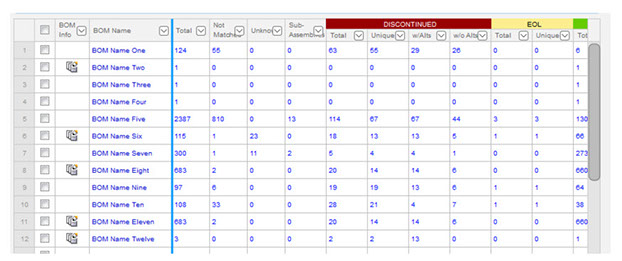 DISCONTINUED EOL
BOM Info BOM Name Total Not Matche Unkno Sub-Assemblies Total Unique w/Alts w/o Alts Total Unique Tot
1 BOM Name One 124 55 0 0 63 55 29 26 0 0 6
2 BOM Name Two 1 0 0 0 0 0 0 0 0 0 1
3 BOM Name Three 1 0 0 0 0 0 0 0 0 0 1
4 BOM Name Four 1 0 0 0 0 0 0 0 0 0 1
5 BOM Name Five 2387 810 0 13 114 67 67 44 3 3 130
6 BOM Name Six 115 1 23 0 18 13 13 5 1 1 66
7 BOM Name Seven 300 1 11 2 5 4 4 1 0 0 273
8 BOM Name Eight 683 2 0 0 20 14 14 6 0 0 660
9 BOM Name Nine 97 6 0 0 19 19 13 6 1 1 64
10 BOM Name Ten 108 33 0 0 28 21 4 7 1 1 38
11 BOM Name Eleven 683 2 0 0 20 14 14 6 0 0 660
12 BOM Name Twelve 3 0 0 0 2 2 13 0 0 0 1